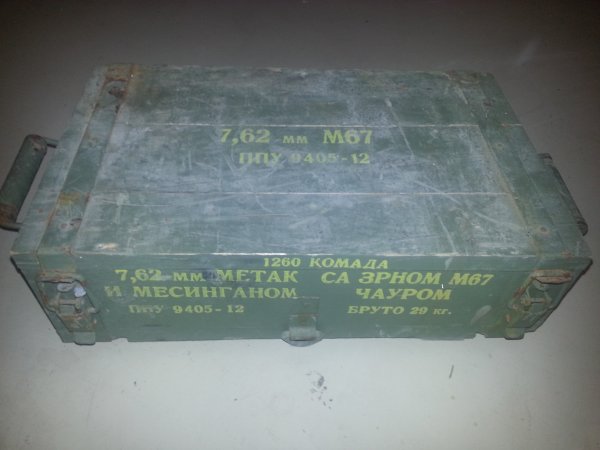 7,62 мм М67
ППУ 9405-12
1260 КОМАДА
7,62 мм МЕТАК СА ЗРНОМ М67
И МЕСИНГАНОМ ЧАУРОМ
ППУ 9405-12 БРУТО 29 кг.